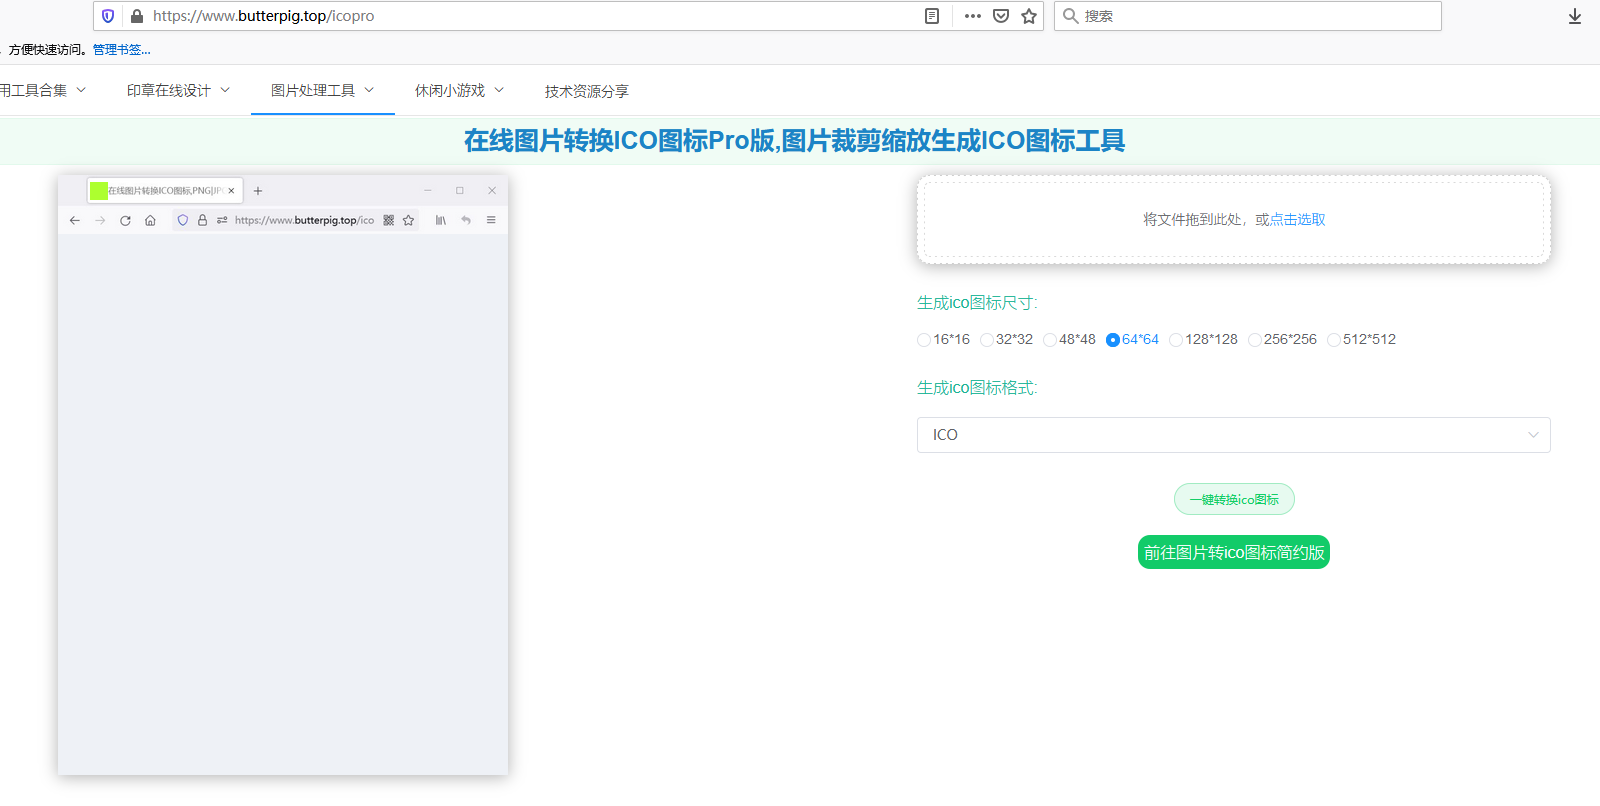 https://www.butterpig.top/icopro
搜索
，方便快速访问。管理书签...
用工具合集 印章在线设计 图片处理工具 休闲小游戏 技术资源分享
在线图片转换ICO图标Pro版,图片裁剪缩放生成ICO图标工具
在线图片转换ICO图标,PNG|JP
https://www.butterpig.top/ico
将文件拖到此处，或点击选取
生成ico图标尺寸:
16*16 32*32 48*48 64*64 128*128 256*256 512*512
生成ico图标格式:
ICO
一键转换ico图标
前往图片转ico图标简约版